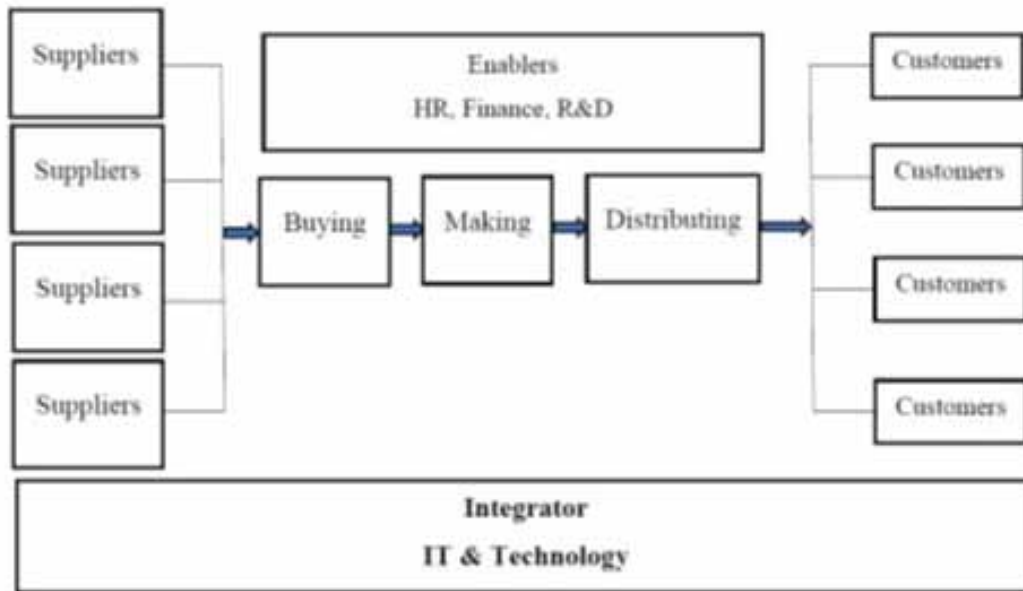 Suppliers
Suppliers
Suppliers
Suppliers
Enablers
HR, Finance, R&D
Buying
Making
Distributing
Customers
Customers
Customers
Customers
Integrator
IT & Technology